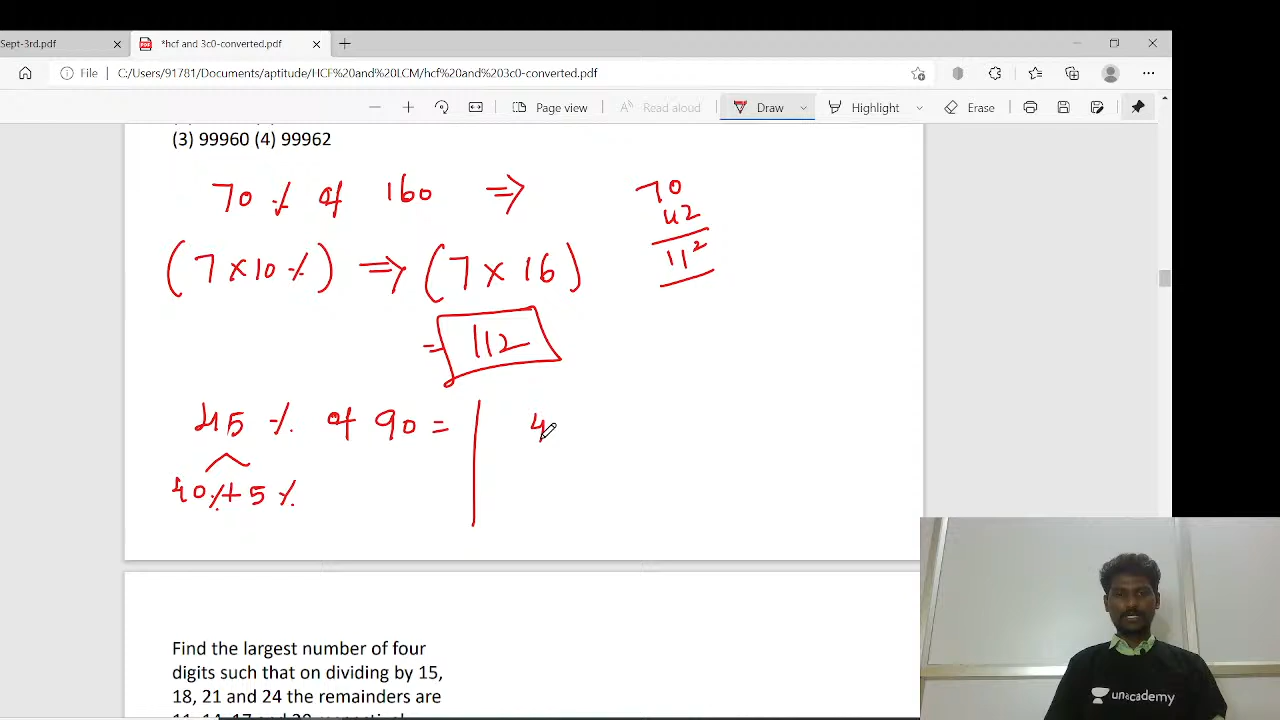 Sept-3rd.pdf
*hcf and 3c0-converted.pdf
File
C:/Users/91781/Documents/aptitude/HCF%20and%20LCM/hcf%20and%203c0-converted.pdf
Page view
Read aloud
Draw
Highlight
Erase
(3) 99960 (4) 99962
70 % of 160 =>
70
42
112
(7 x 10 %) => (7 x 16)
= 112
45 % of 90 =
4
40% + 5 %
Find the largest number of four
digits such that on dividing by 15,
18, 21 and 24 the remainders are
unacademy